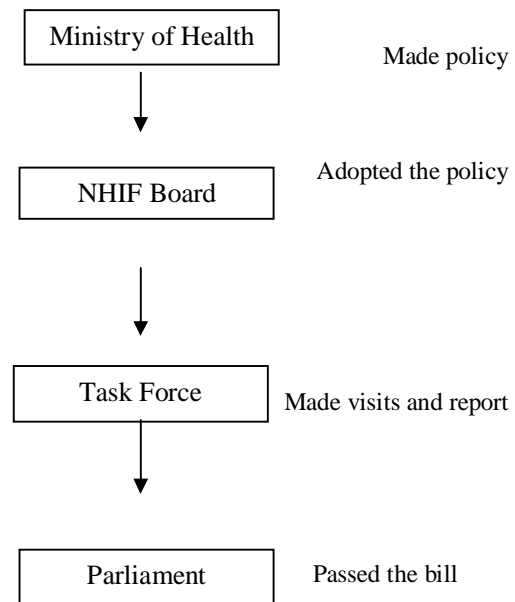 Ministry of Health
Made policy
Adopted the policy
NHIF Board
Task Force
Made visits and report
Parliament
Passed the bill